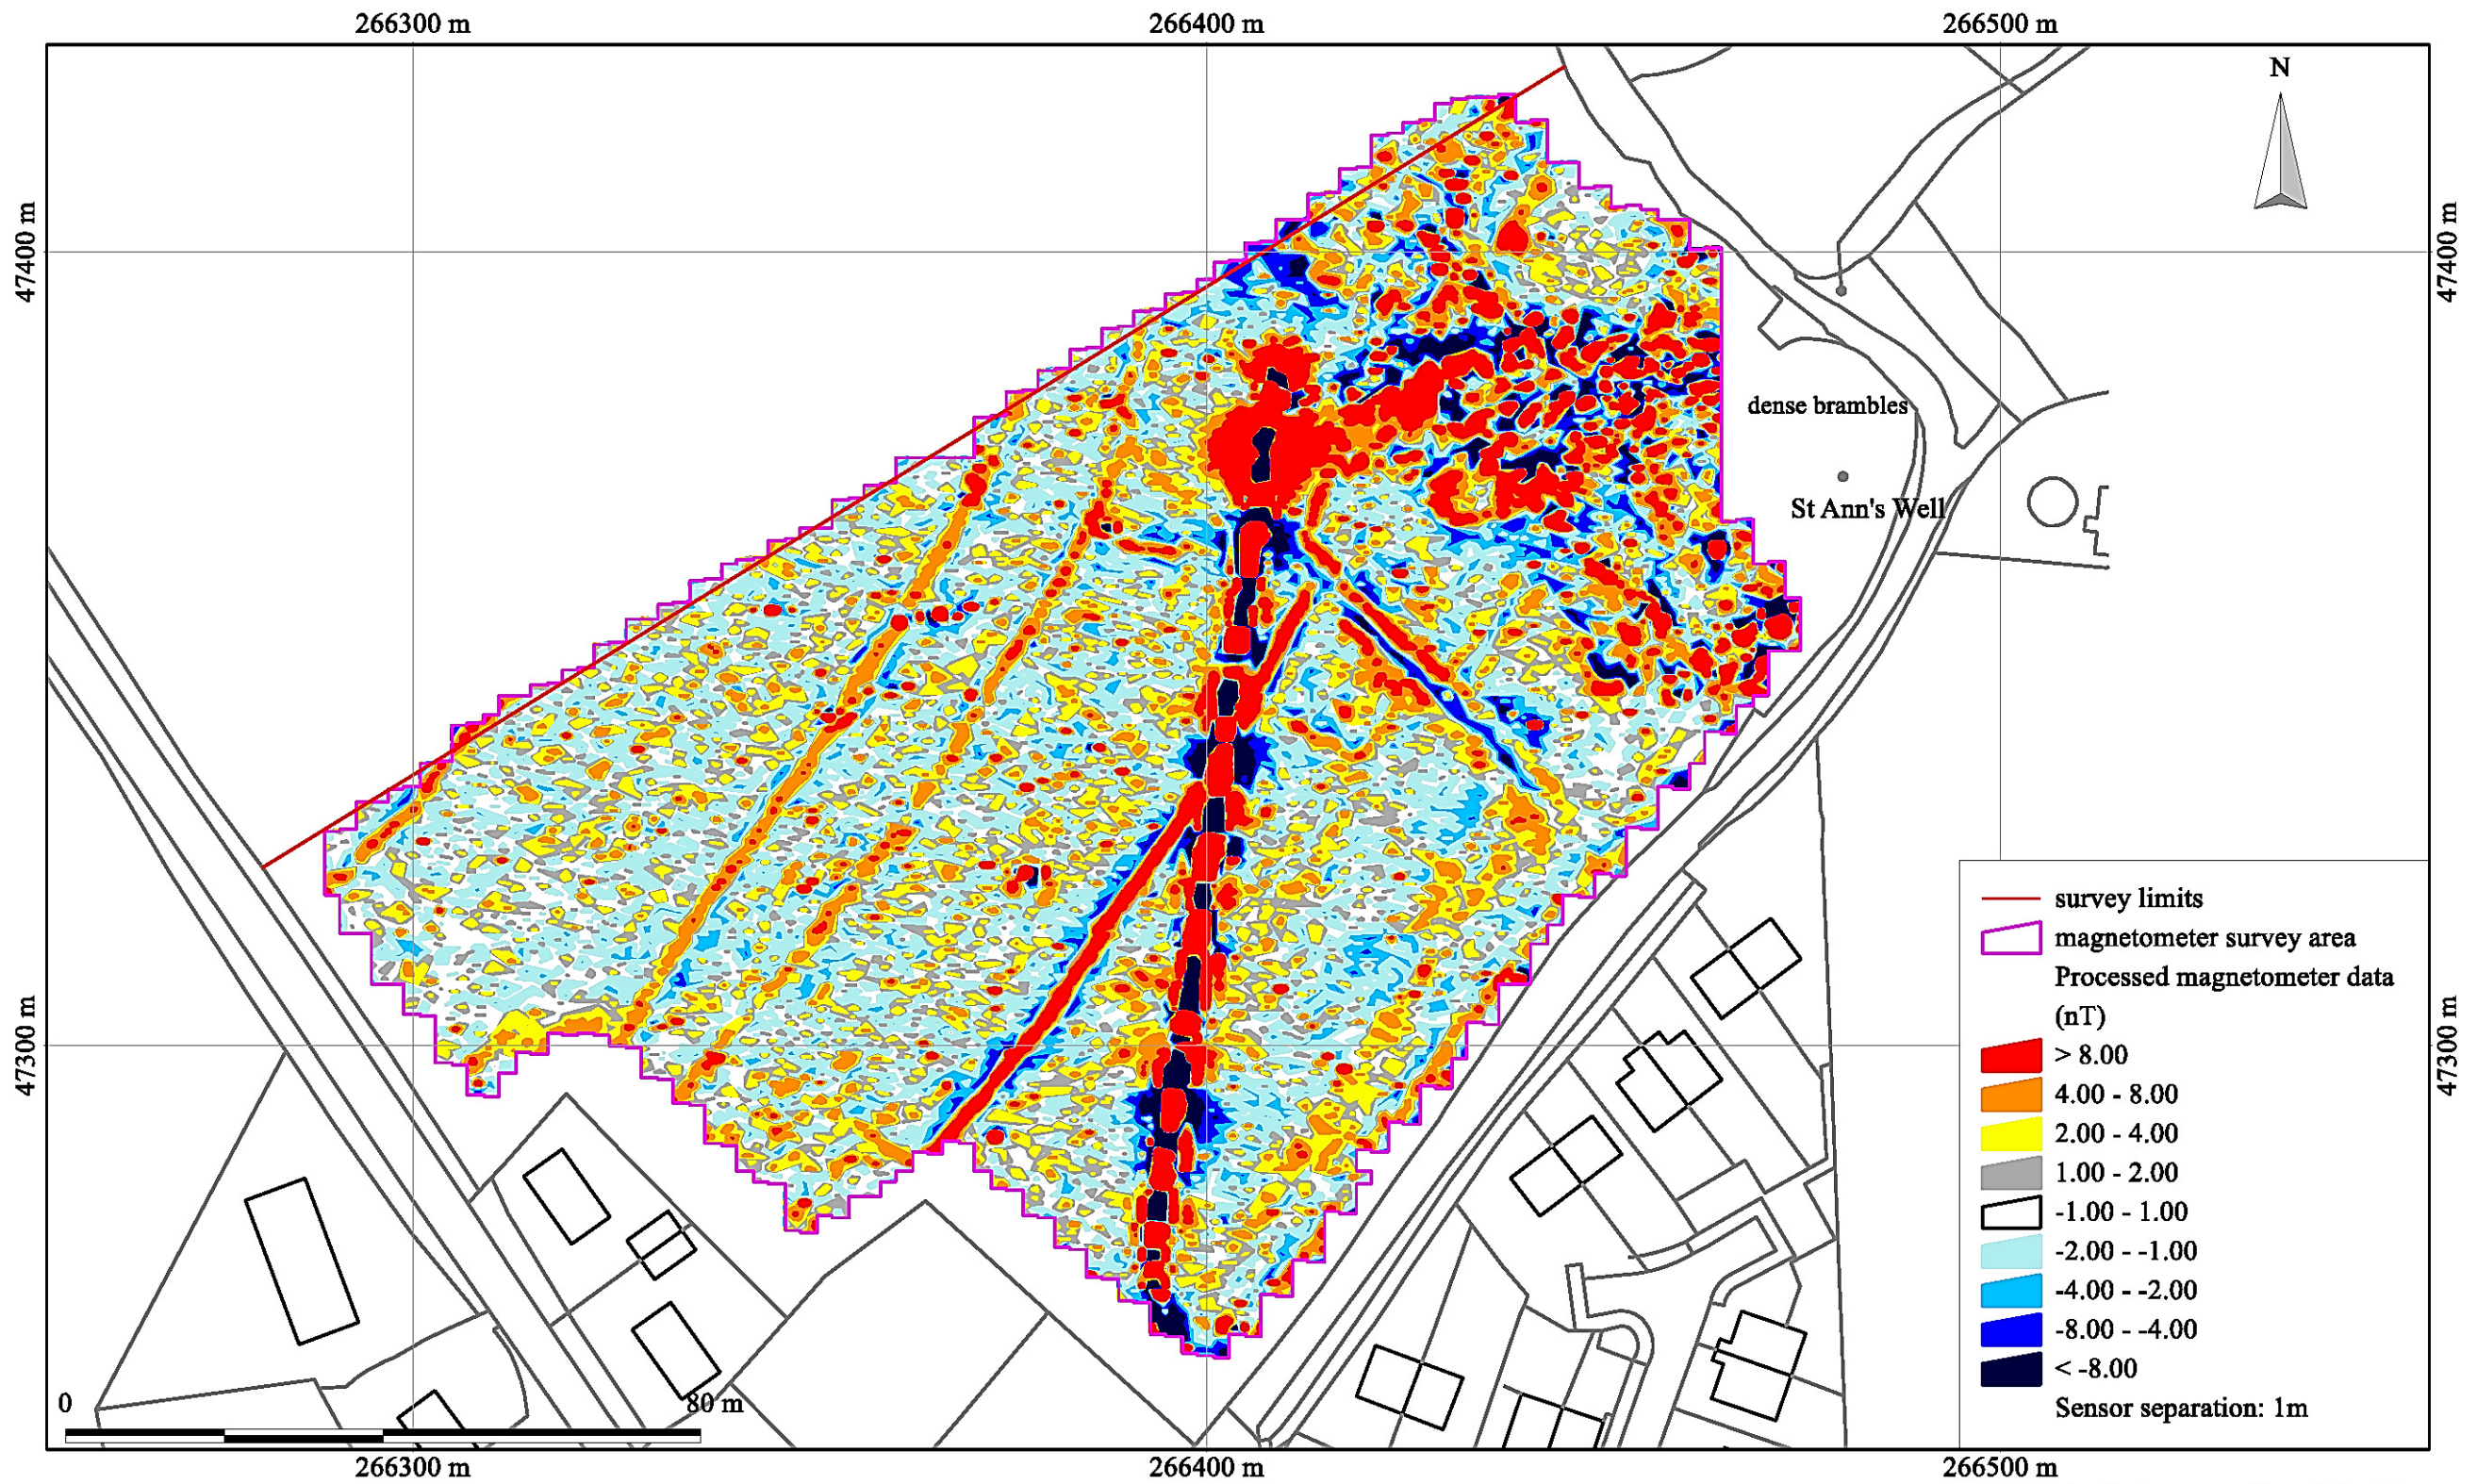 266300 m
266400 m
266500 m
N
47400 m
47400 m
dense brambles
St Ann's Well
survey limits
magnetometer survey area
Processed magnetometer data
(nT)
> 8.00
4.00 - 8.00
2.00 - 4.00
1.00 - 2.00
-1.00 - 1.00
-2.00 - -1.00
-4.00 - -2.00
-8.00 - -4.00
< -8.00
Sensor separation: 1m
47300 m
47300 m
0
80 m
266300 m
266400 m
266500 m